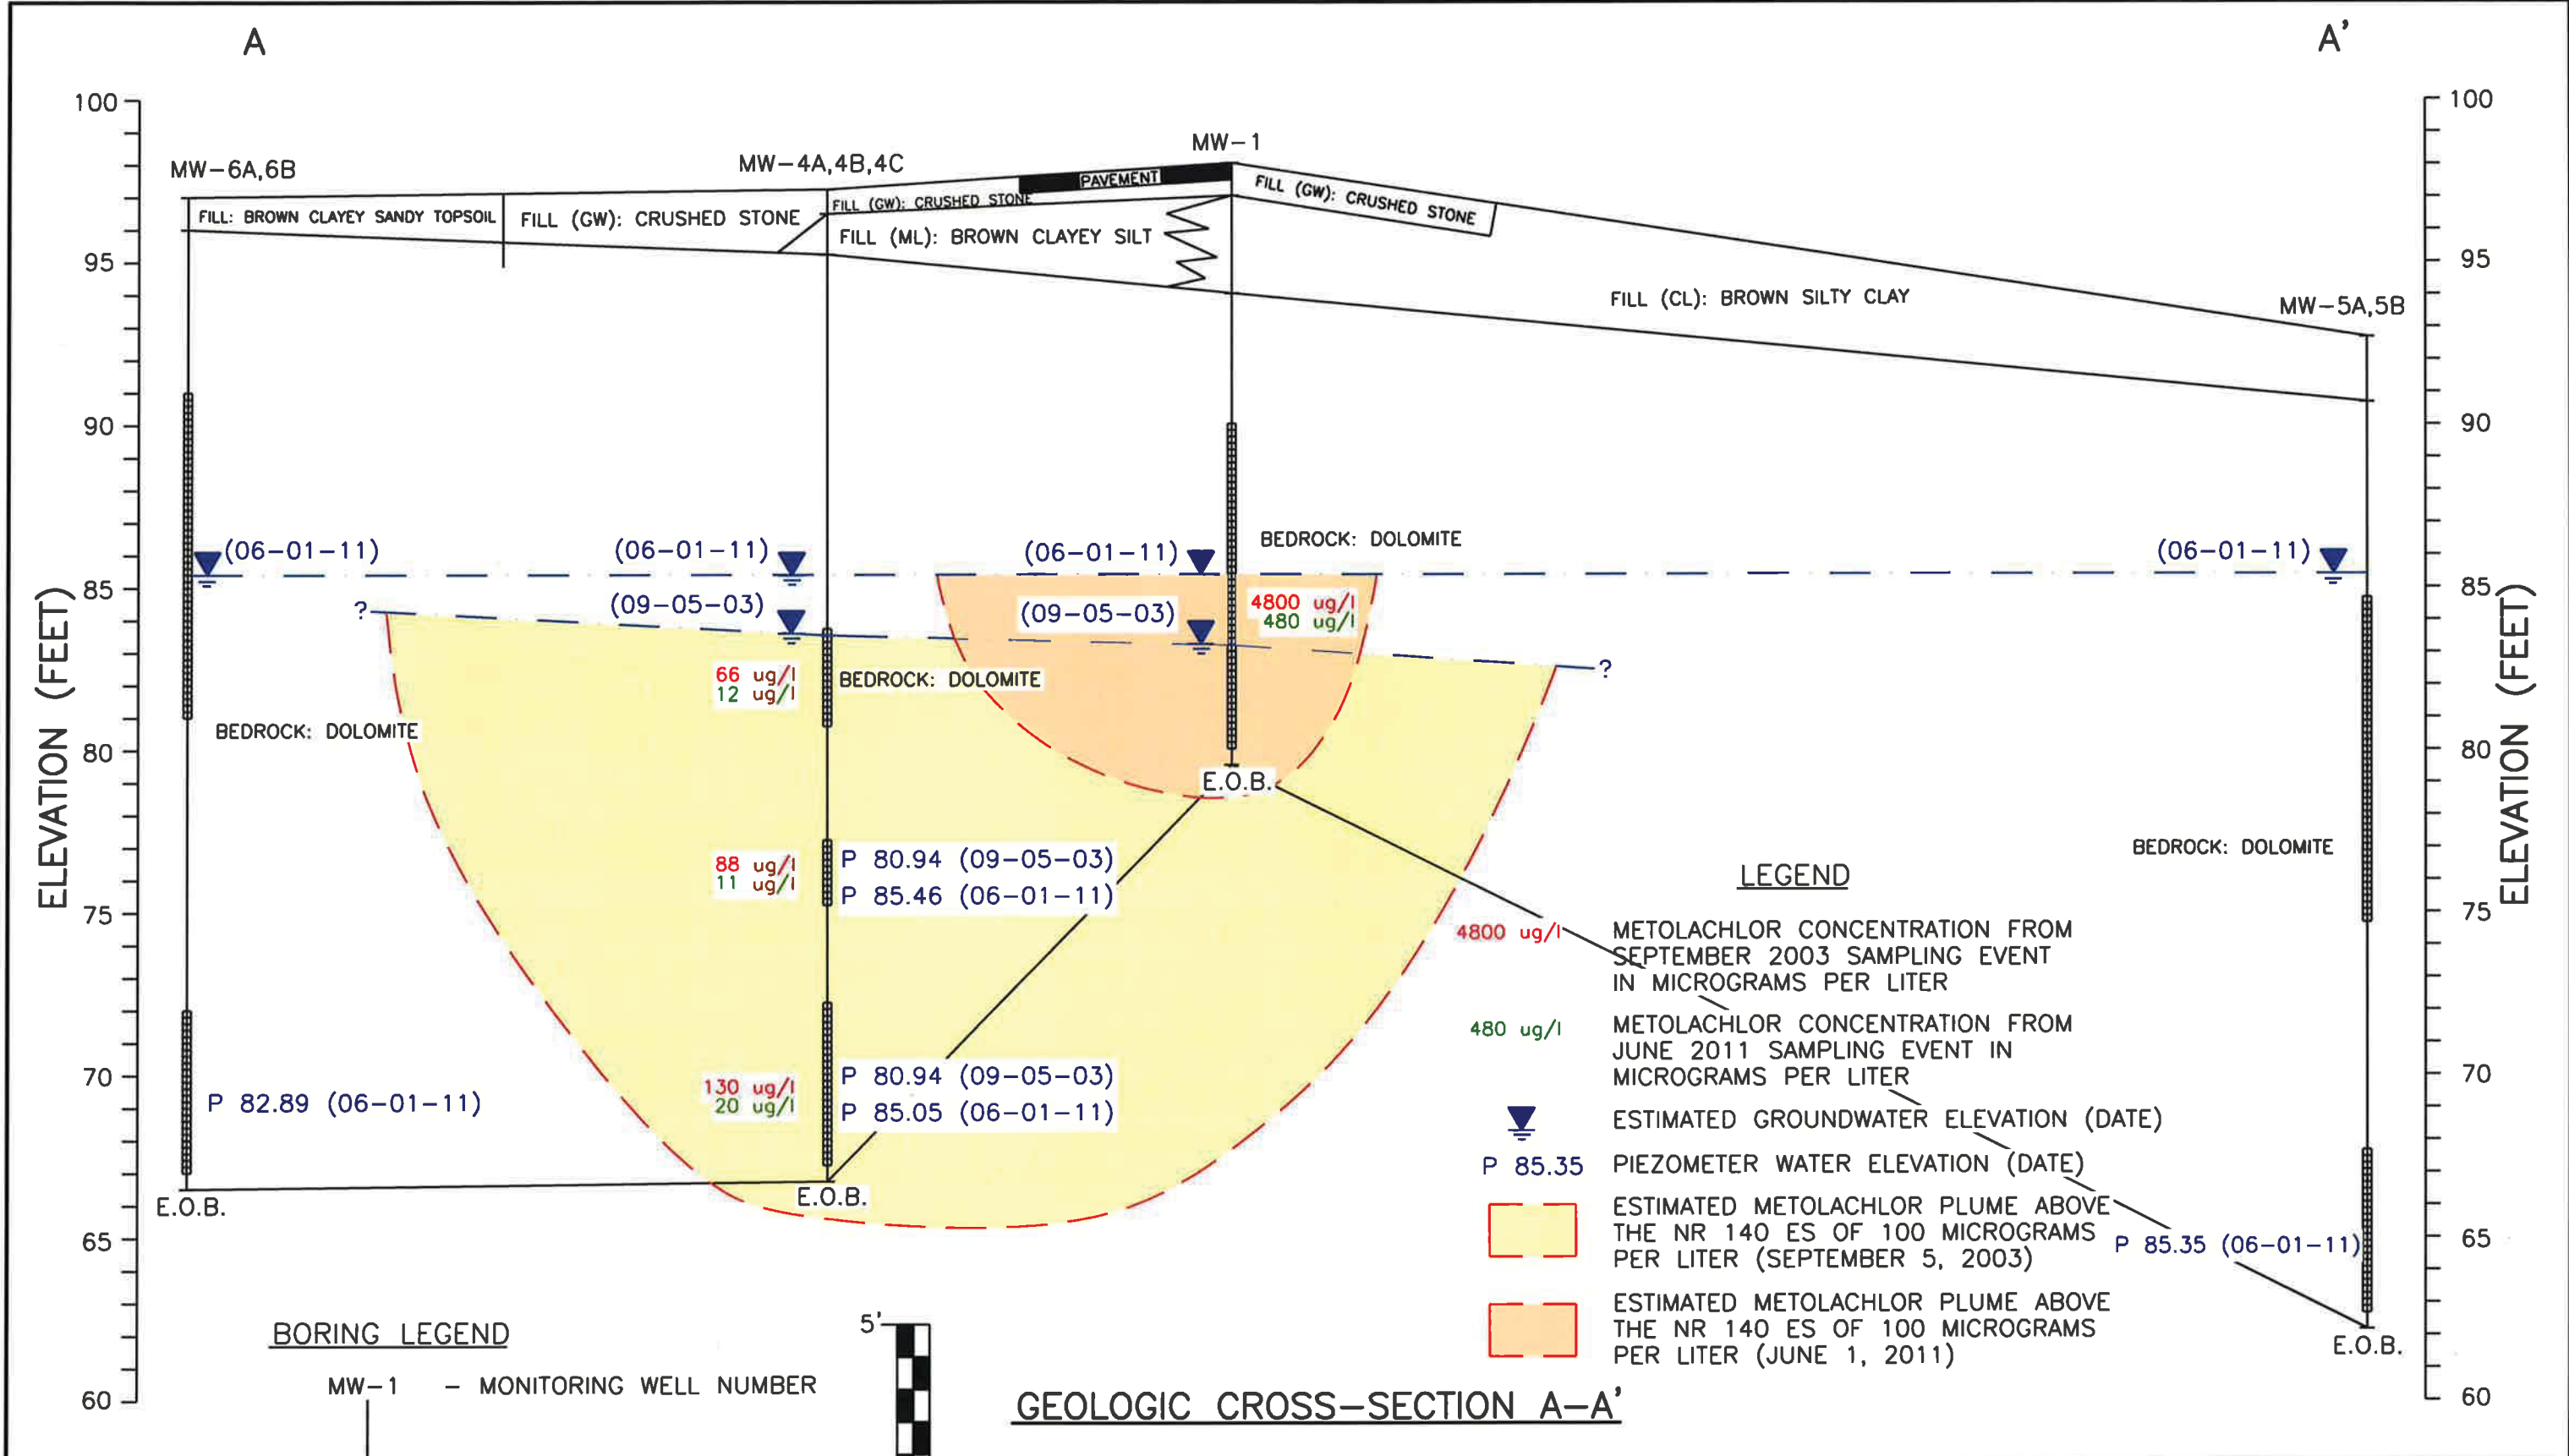 A
A'
100
95
90
85
80
75
70
65
60
ELEVATION (FEET)
100
95
90
85
80
75
70
65
60
ELEVATION (FEET)
MW-6A,6B
MW-4A,4B,4C
MW-1
MW-5A,5B
FILL: BROWN CLAYEY SANDY TOPSOIL
FILL (GW): CRUSHED STONE
FILL (GW): CRUSHED STONE
PAVEMENT
FILL (GW): CRUSHED STONE
FILL (ML): BROWN CLAYEY SILT
FILL (CL): BROWN SILTY CLAY
BEDROCK: DOLOMITE
(06-01-11)
(06-01-11)
(06-01-11)
(06-01-11)
?
(09-05-03)
(09-05-03)
4800 ug/l
480 ug/l
?
66 ug/l
12 ug/l
BEDROCK: DOLOMITE
BEDROCK: DOLOMITE
E.O.B.
88 ug/l
11 ug/l
P 80.94 (09-05-03)
P 85.46 (06-01-11)
BEDROCK: DOLOMITE
130 ug/l
20 ug/l
P 80.94 (09-05-03)
P 85.05 (06-01-11)
P 82.89 (06-01-11)
E.O.B.
E.O.B.
P 85.35 (06-01-11)
E.O.B.
LEGEND
4800 ug/l
METOLACHLOR CONCENTRATION FROM
SEPTEMBER 2003 SAMPLING EVENT
IN MICROGRAMS PER LITER
480 ug/l
METOLACHLOR CONCENTRATION FROM
JUNE 2011 SAMPLING EVENT IN
MICROGRAMS PER LITER
ESTIMATED GROUNDWATER ELEVATION (DATE)
P 85.35 PIEZOMETER WATER ELEVATION (DATE)
ESTIMATED METOLACHLOR PLUME ABOVE
THE NR 140 ES OF 100 MICROGRAMS
PER LITER (SEPTEMBER 5, 2003)
ESTIMATED METOLACHLOR PLUME ABOVE
THE NR 140 ES OF 100 MICROGRAMS
PER LITER (JUNE 1, 2011)
BORING LEGEND
MW-1 - MONITORING WELL NUMBER
5'
GEOLOGIC CROSS-SECTION A-A'